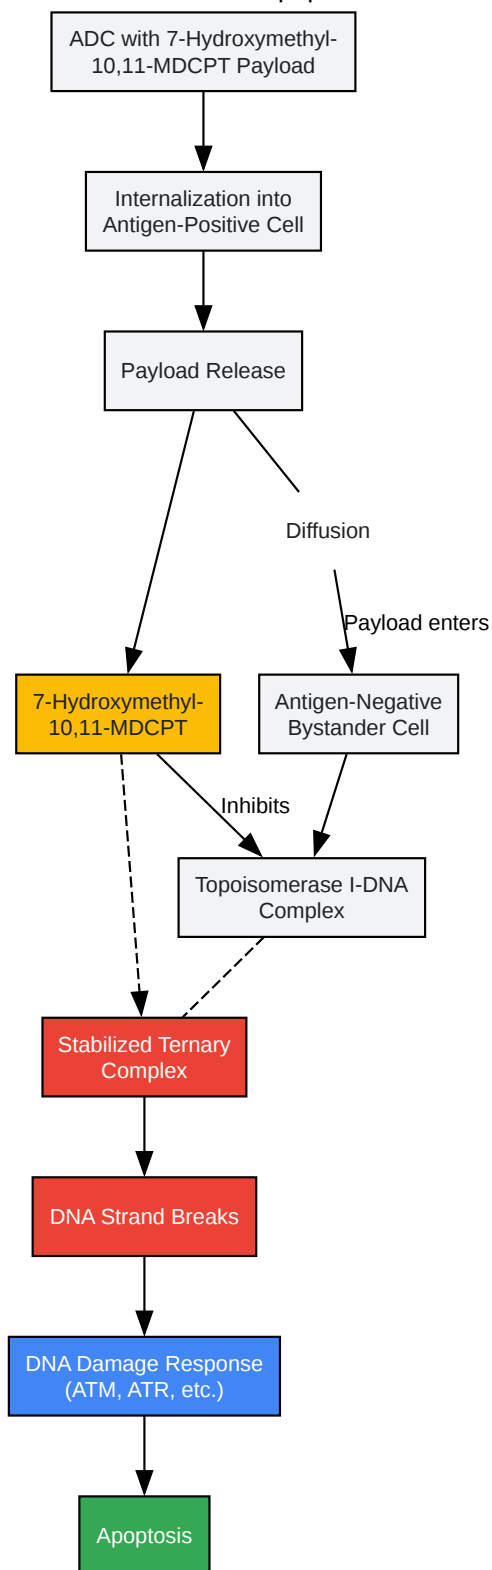 ADC with 7-Hydroxymethyl-
10,11-MDCPT Payload
Internalization into
Antigen-Positive Cell
Payload Release
Diffusion
Payload enters
7-Hydroxymethyl-
10,11-MDCPT
Antigen-Negative
Bystander Cell
Inhibits
Topoisomerase I-DNA
Complex
Stabilized Ternary
Complex
DNA Strand Breaks
DNA Damage Response
(ATM, ATR, etc.)
Apoptosis